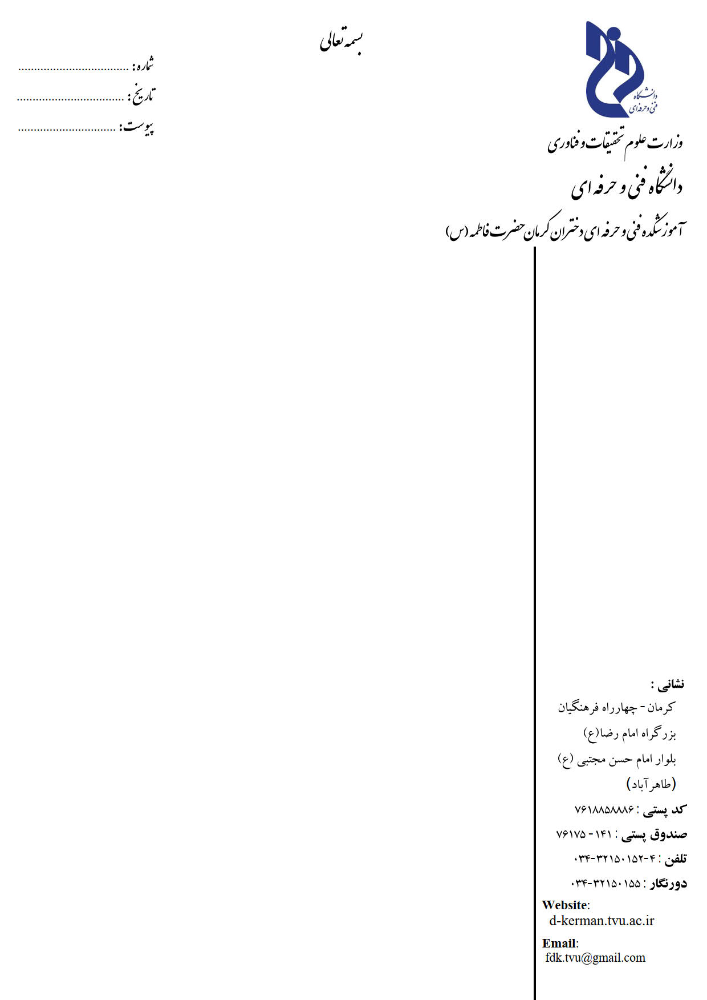 بسمه تعالی
شماره: ...................................
تاریخ: ..................................
پیوست: ...............................
دانشگاه
فنی و حرفه‌ای
وزارت علوم تحقیقات و فناوری
دانشگاه فنی و حرفه ای
آموزشکده فنی و حرفه ای دختران کرمان حضرت فاطمه (س)
نشانی :
کرمان - چهارراه فرهنگیان
بزرگراه امام رضا(ع)
بلوار امام حسن مجتبی (ع)
(طاهرآباد)
کد پستی : ۷۶۱۸۸۵۸۸۸۶
صندوق پستی : ۱۴۱- ۷۶۱۷۵
تلفن : ۴-۰۳۴-۳۲۱۵۰۱۵۲
دورنگار : ۰۳۴-۳۲۱۵۰۱۵۵
Website:
d-kerman.tvu.ac.ir
Email:
fdk.tvu@gmail.com